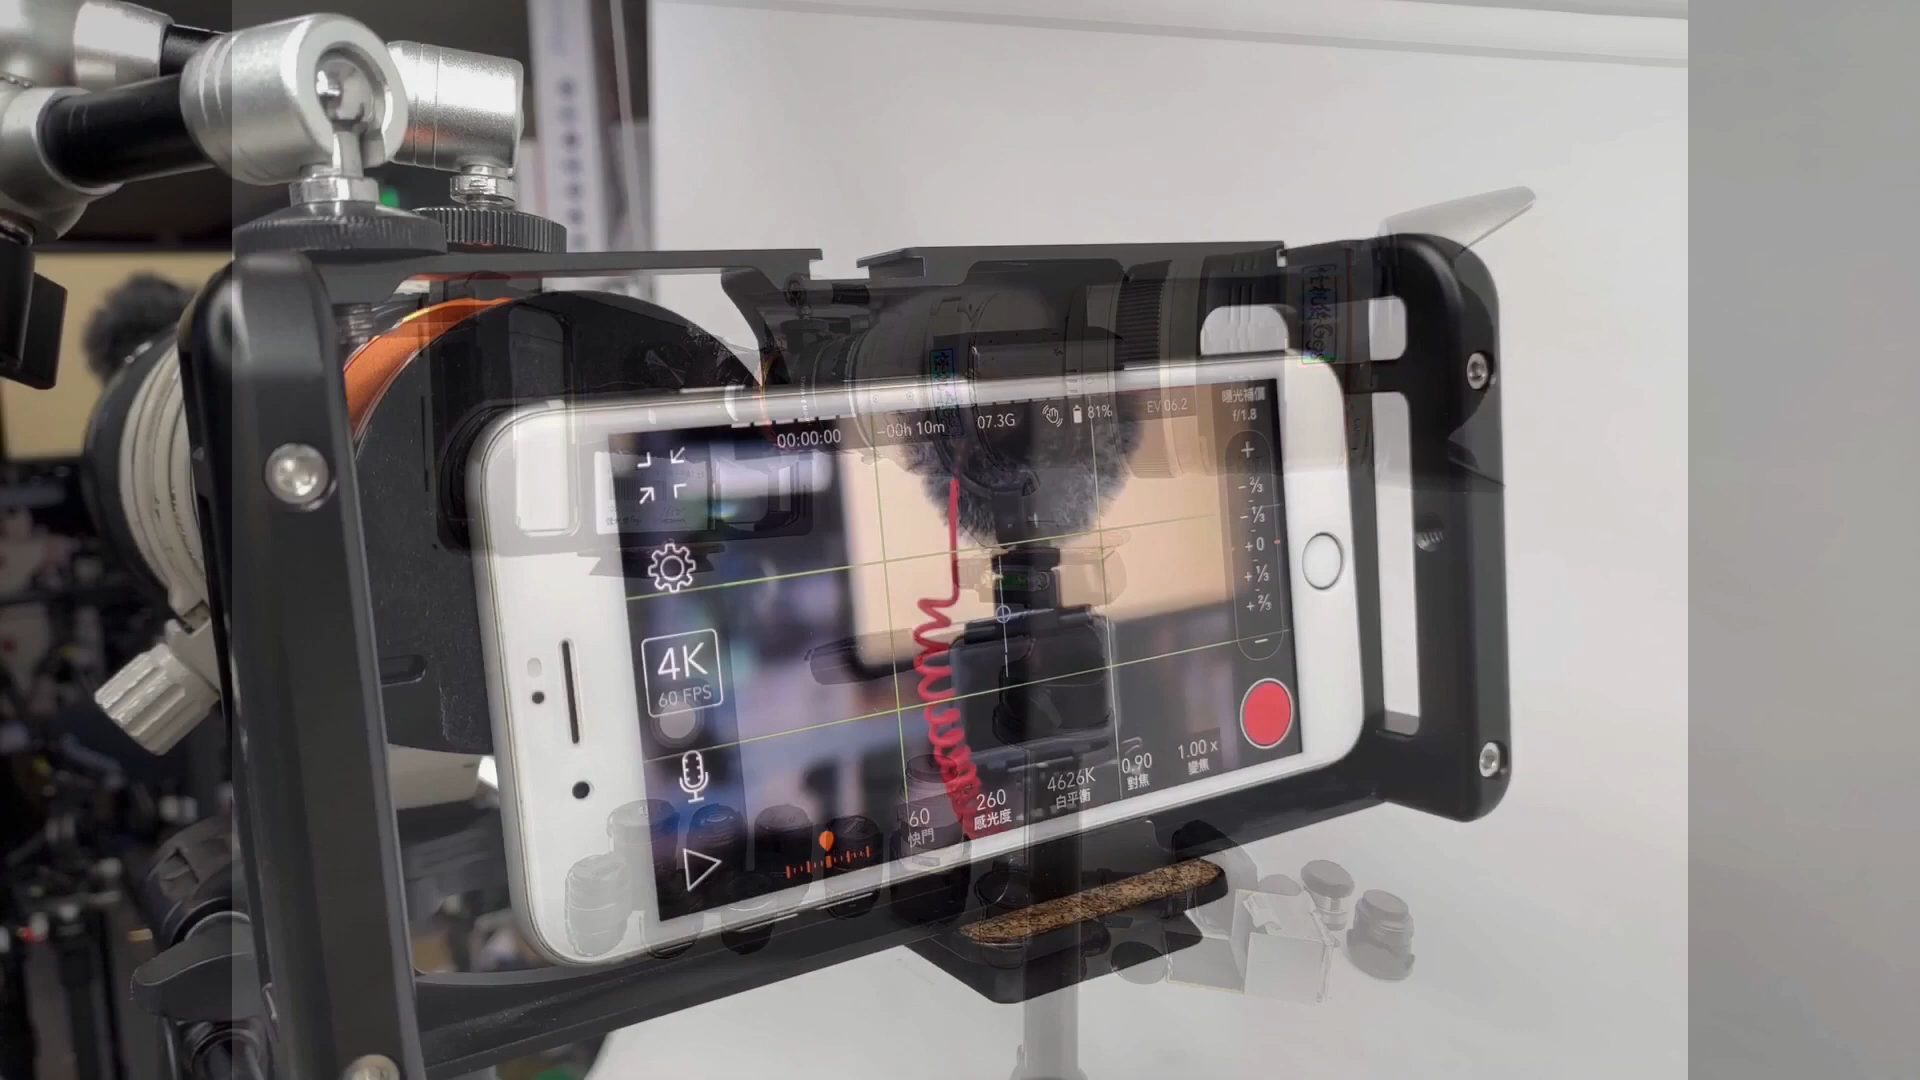 00:00:00
-00h 10m
07.3G
81%
EV 06.2
曝光補償
f/1.8
+
-⅔
-⅓
+0
+⅓
+⅔
-
4K
60 FPS
60
快門
260
感光度
4626K
白平衡
0.90
對焦
1.00 x
變焦